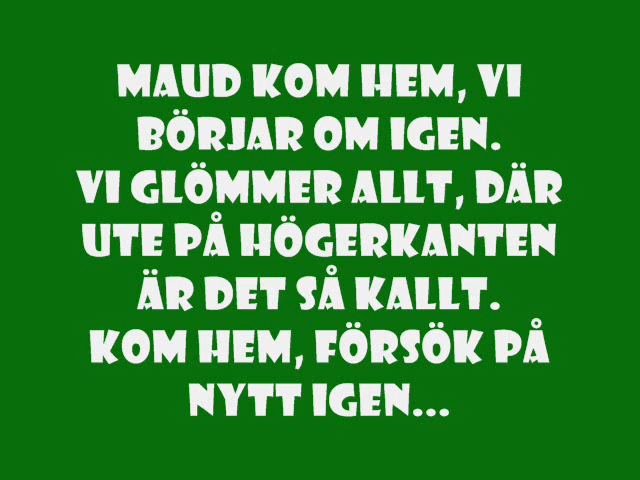 MAUD KOM HEM, VI
BÖRJAR OM IGEN.
VI GLÖMMER ALLT, DÄR
UTE PÅ HÖGERKANTEN
ÄR DET SÅ KALLT.
KOM HEM, FÖRSÖK PÅ
NYTT IGEN...